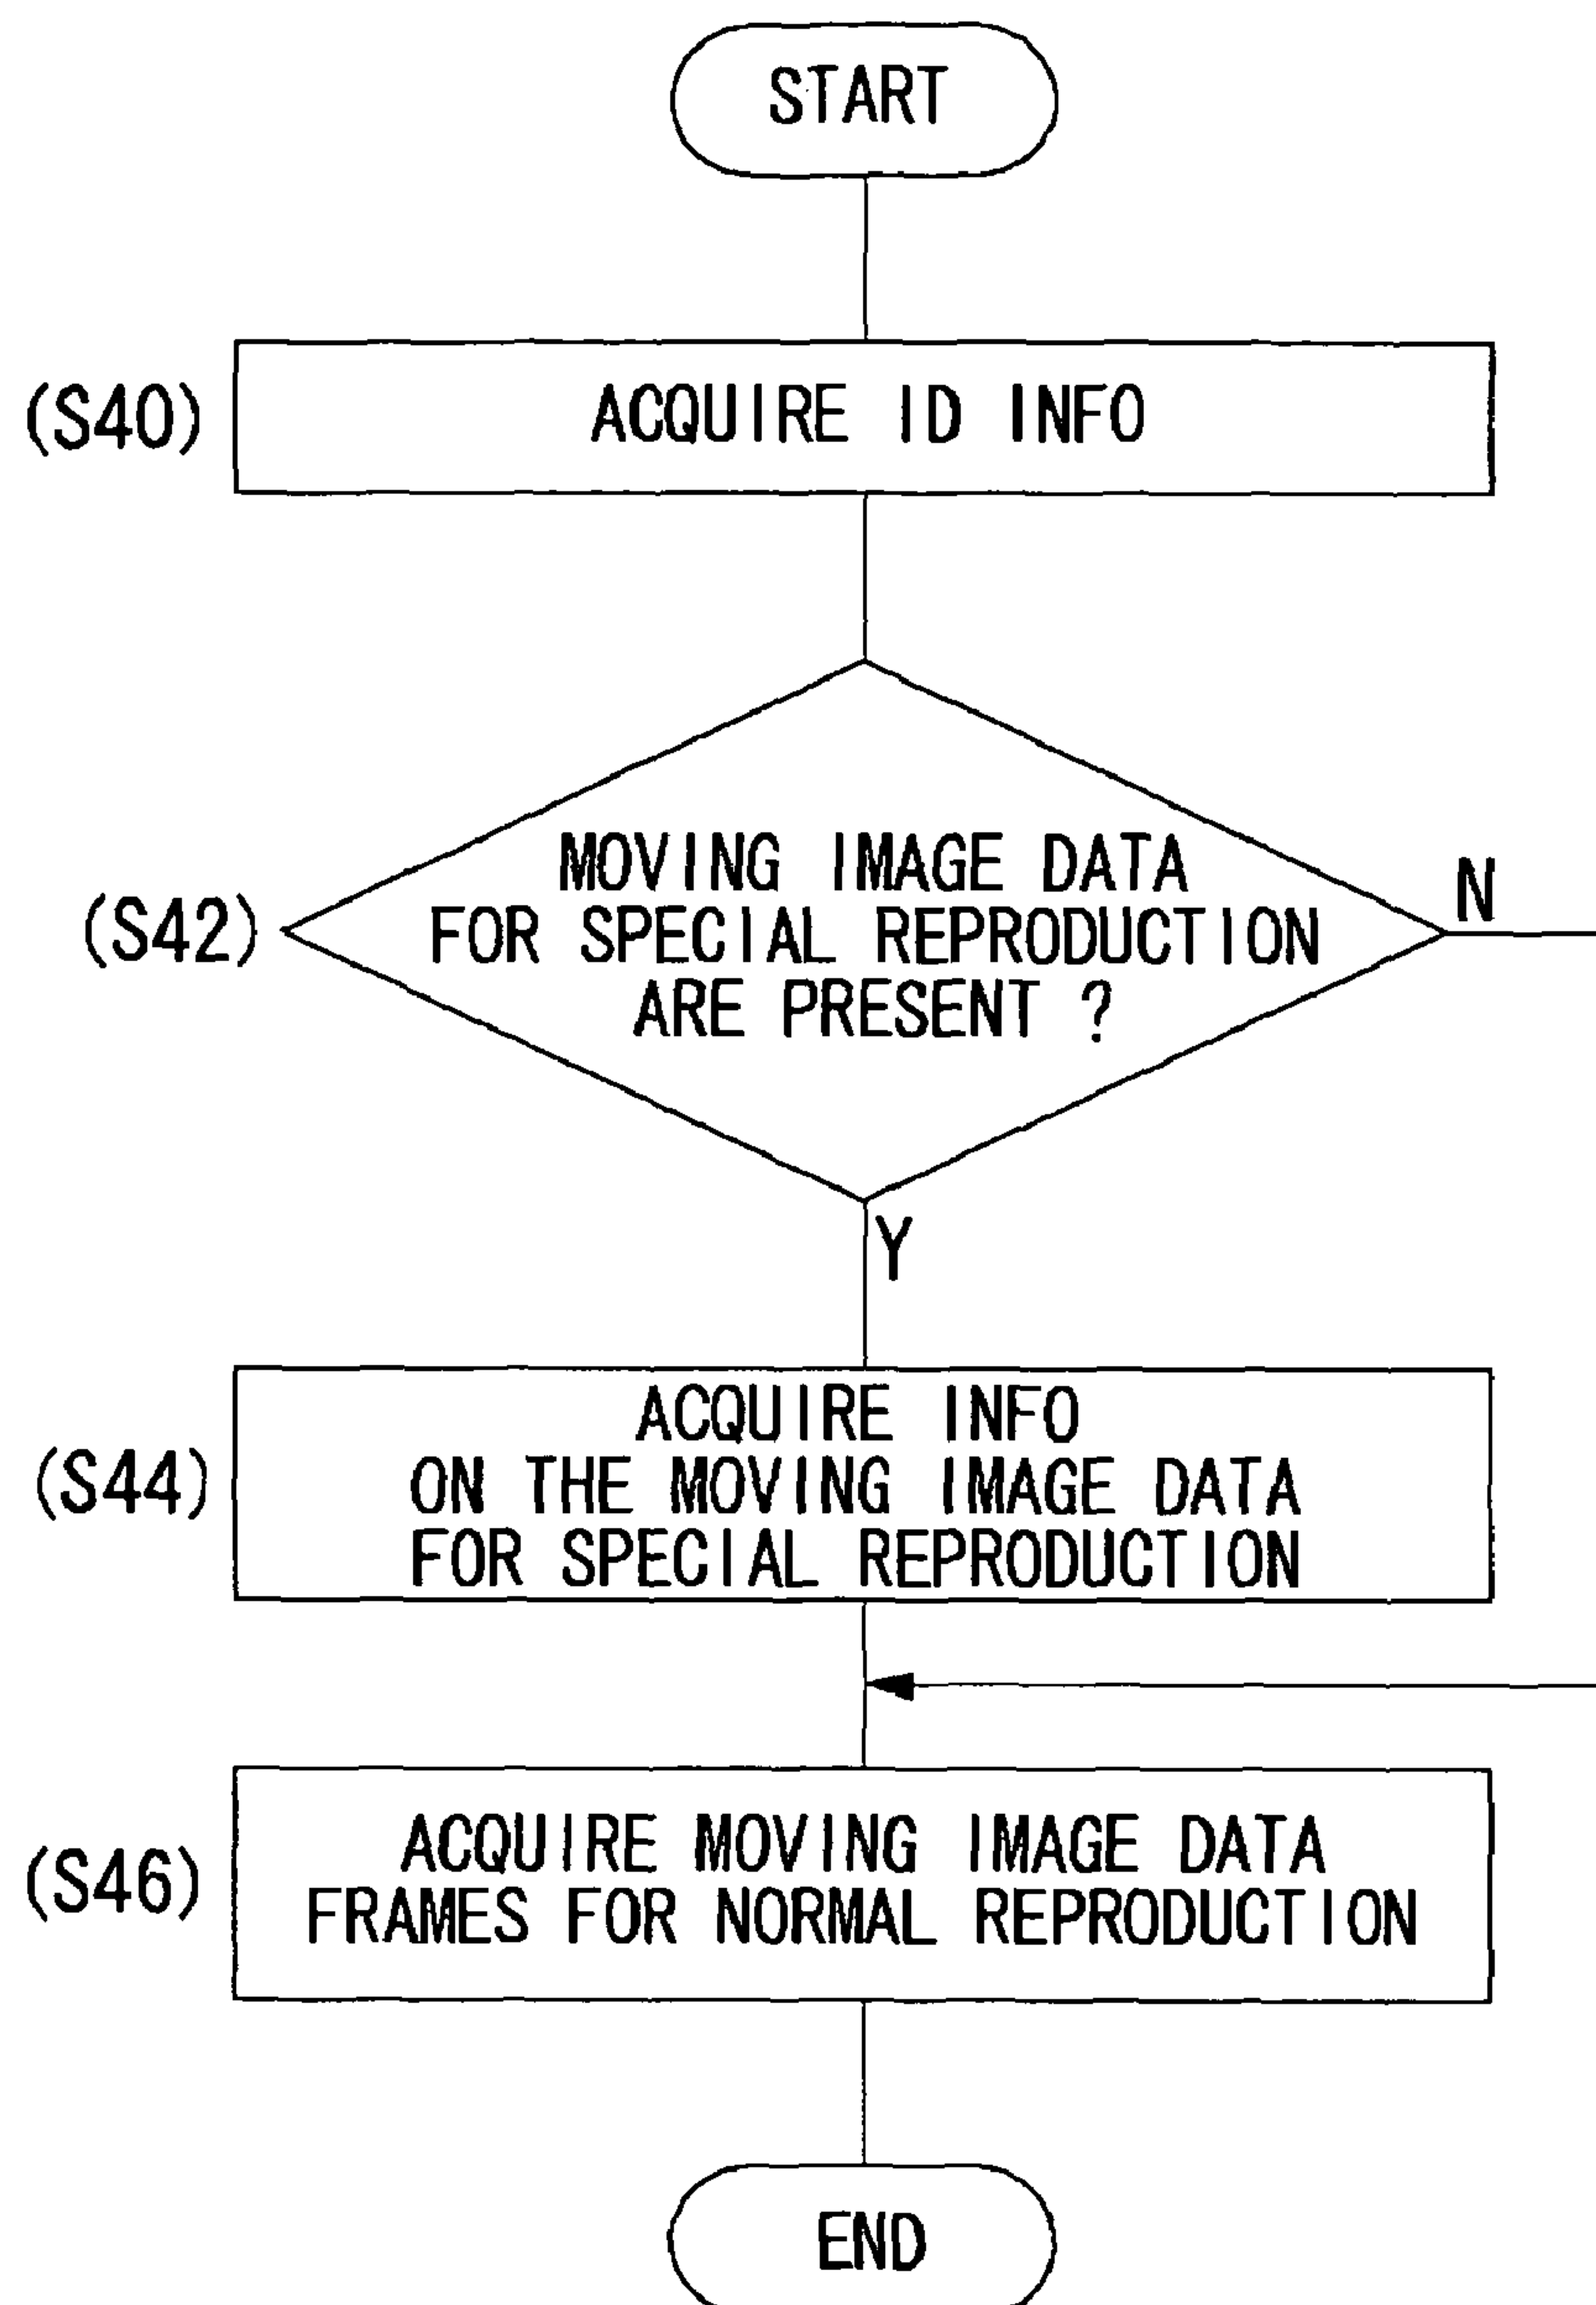 START
(S40)
ACQUIRE ID INFO
(S42)
MOVING IMAGE DATA
FOR SPECIAL REPRODUCTION
ARE PRESENT ?
N
Y
(S44)
ACQUIRE INFO
ON THE MOVING IMAGE DATA
FOR SPECIAL REPRODUCTION
(S46)
ACQUIRE MOVING IMAGE DATA
FRAMES FOR NORMAL REPRODUCTION
END